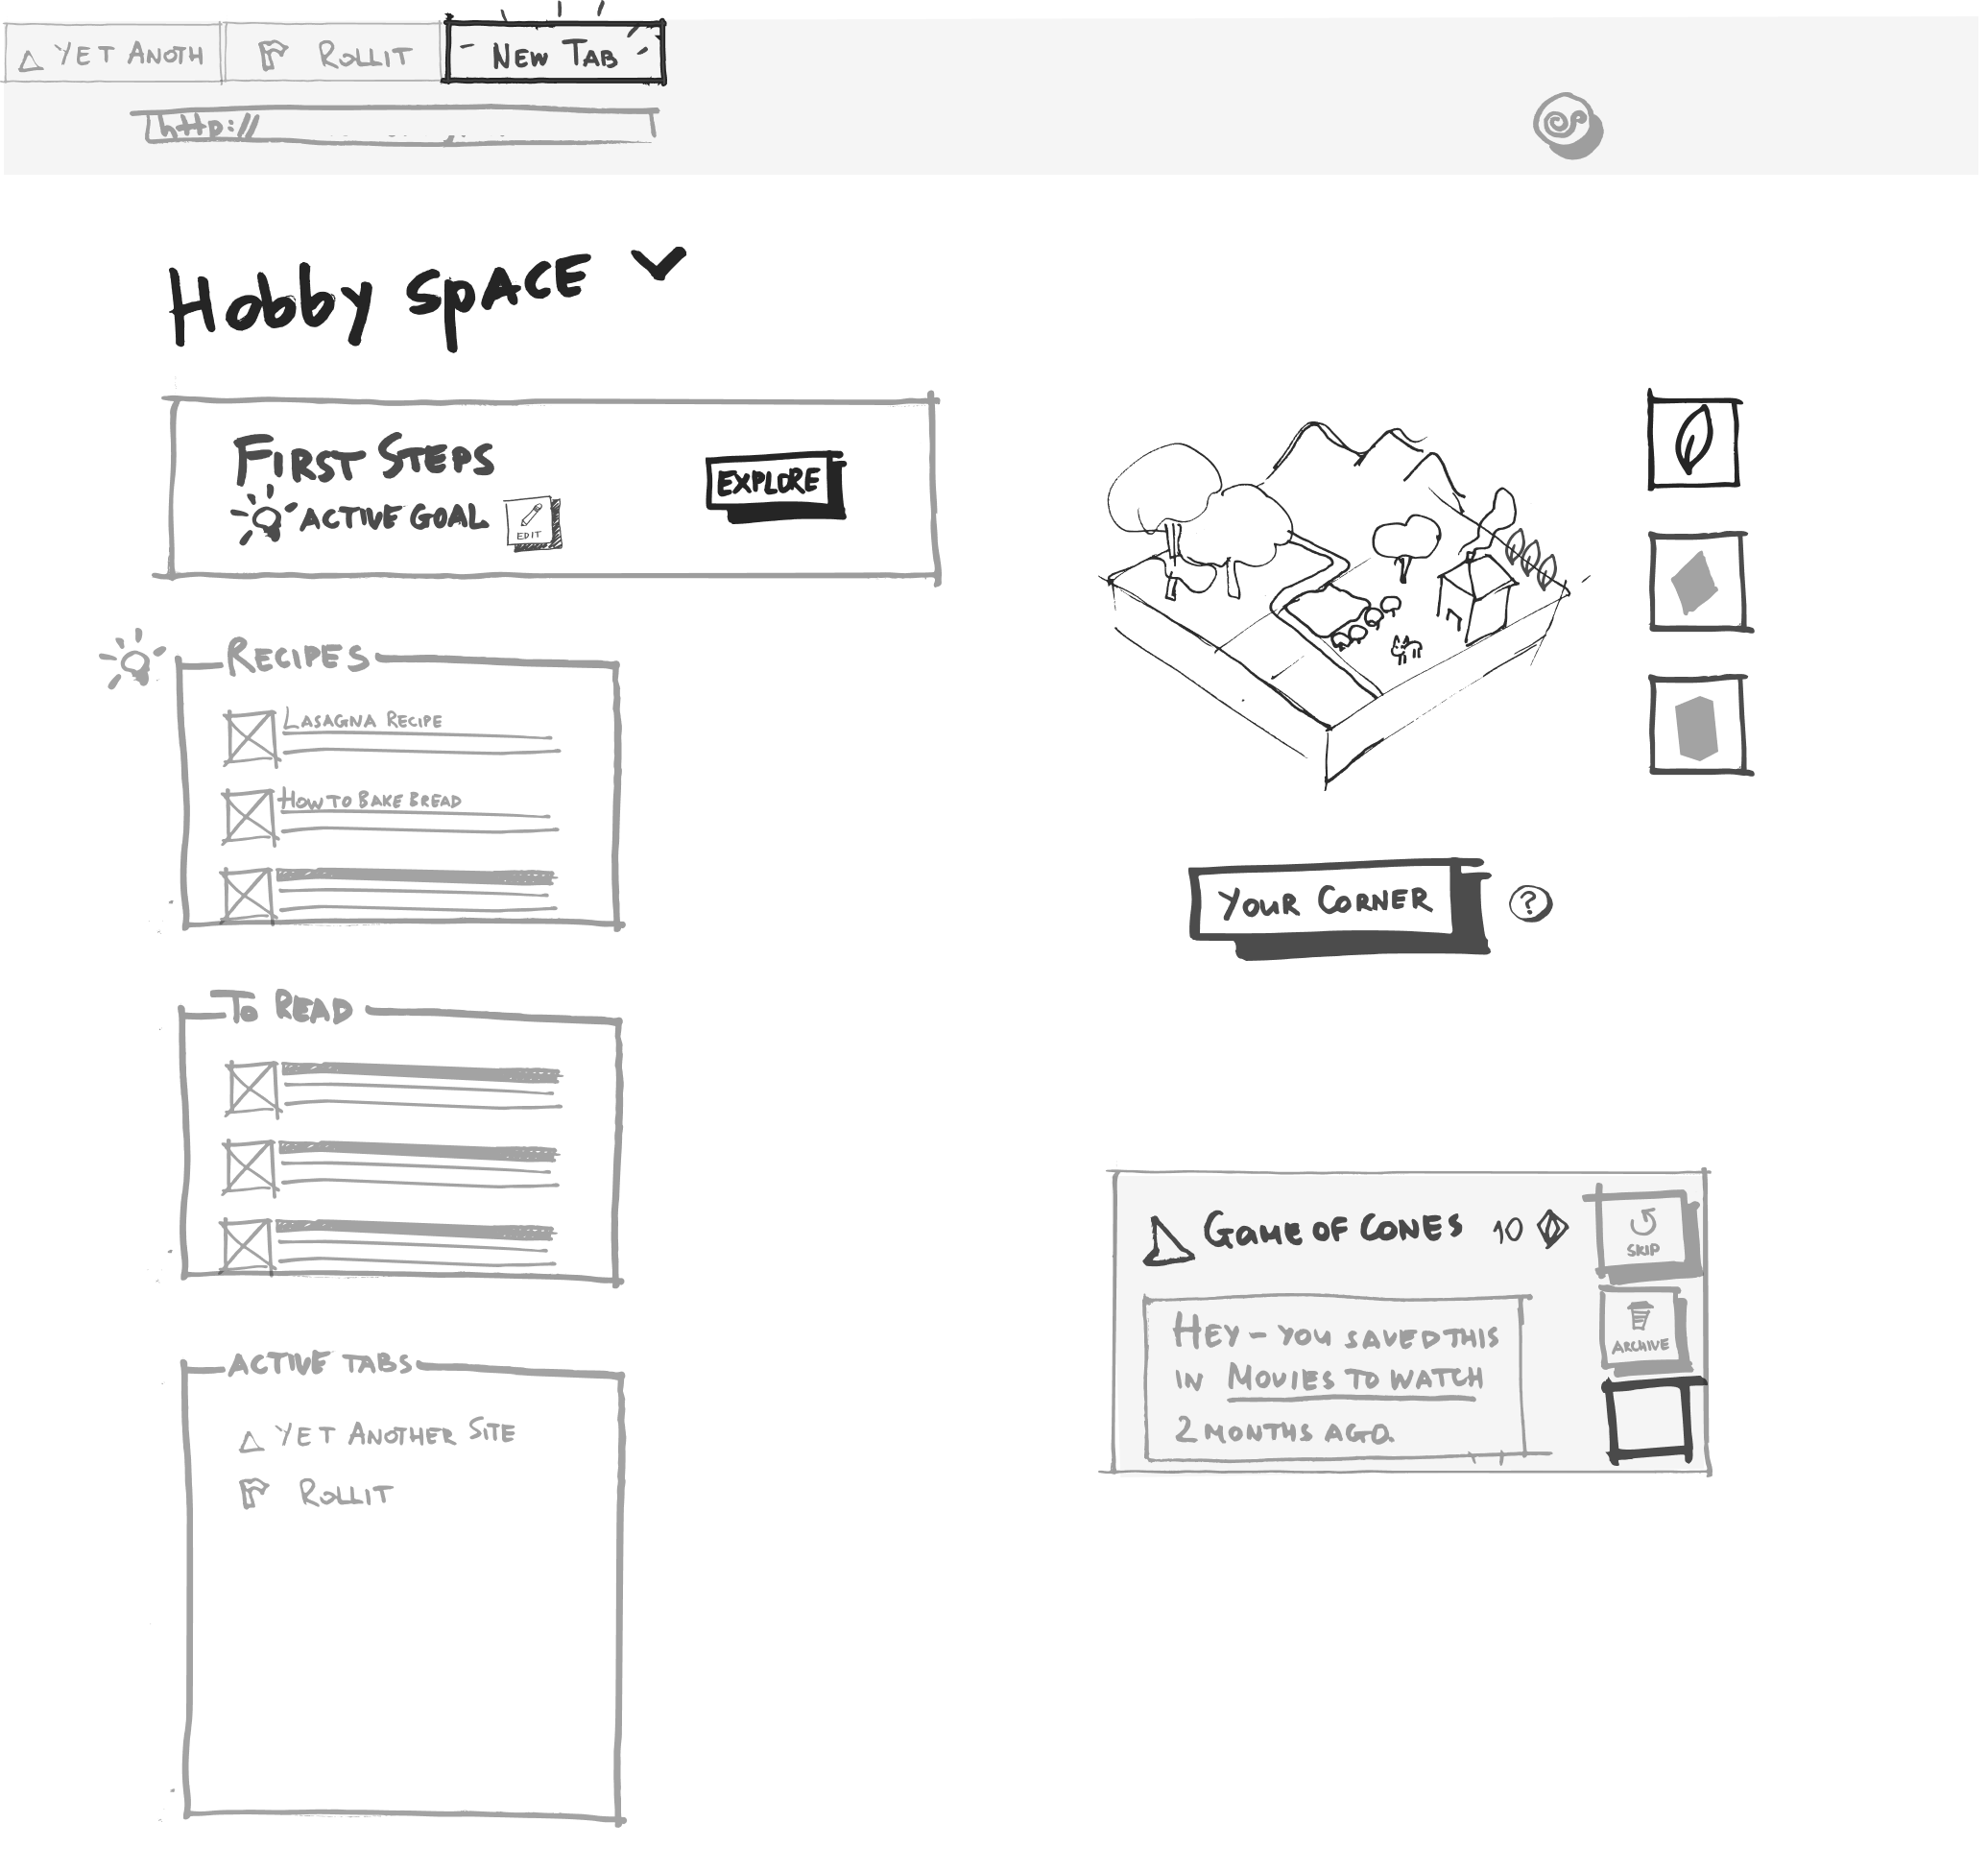 YET ANOTH
ROLLIT
NEW TAB
http://
Hobby SPACE
FIRST STEPS
ACTIVE GOAL
EDIT
EXPLORE
RECIPES
LASAGNA RECIPE
HOW TO BAKE BREAD
TO READ
ACTIVE TABS
YET ANOTHER SITE
ROLLIT
YOUR CORNER
?
GAME OF CONES 10
SKIP
ARCHIVE
HEY - YOU SAVED THIS
IN MOVIES TO WATCH
2 MONTHS AGO.